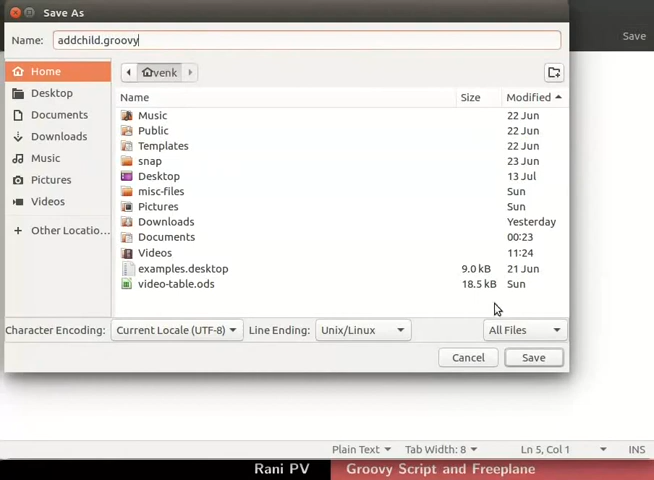 Save As
Save
Name: addchild.groovy
Home venk
Desktop
Documents
Downloads
Music
Pictures
Videos
+ Other Locatio...
Name Size Modified
Music 22 Jun
Public 22 Jun
Templates 22 Jun
snap 23 Jun
Desktop 13 Jul
misc-files Sun
Pictures Sun
Downloads Yesterday
Documents 00:23
Videos 11:24
examples.desktop 9.0 kB 21 Jun
video-table.ods 18.5 kB Sun
Character Encoding: Current Locale (UTF-8) Line Ending: Unix/Linux All Files
Cancel Save
Plain Text Tab Width: 8 Ln 5, Col 1 INS
Rani PV Groovy Script and Freeplane